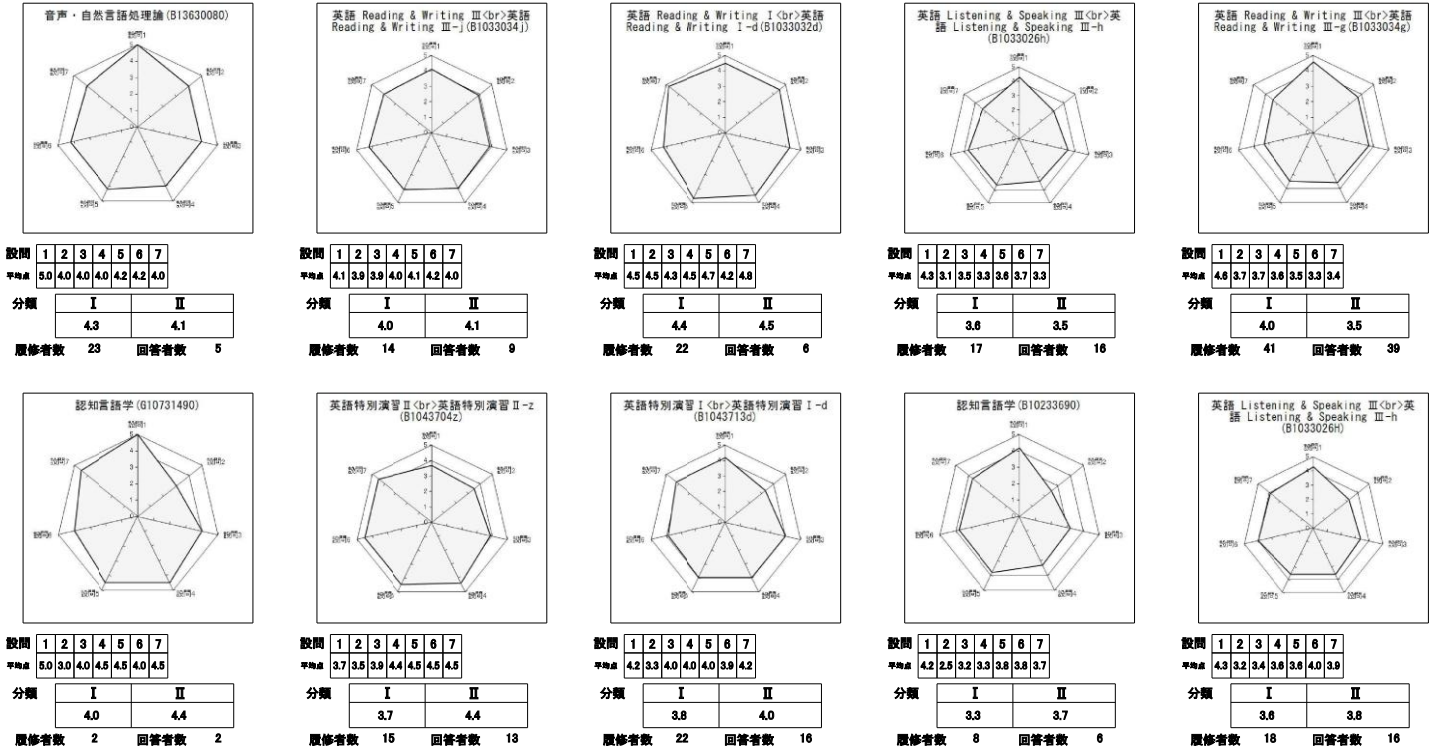 音声・自然言語処理論(B13630080)
設問 1 2 3 4 5 6 7
平均点 5.0 4.0 4.0 4.0 4.2 4.2 4.0
分類 Ⅰ Ⅱ
4.3 4.1
履修者数 23 回答者数 5
英語 Reading & Writing Ⅲ<br>英語
Reading & Writing Ⅲ-j(B1033034j)
設問 1 2 3 4 5 6 7
平均点 4.1 3.9 3.9 4.0 4.1 4.2 4.0
分類 Ⅰ Ⅱ
4.0 4.1
履修者数 14 回答者数 9
英語 Reading & Writing Ⅰ<br>英語
Reading & Writing Ⅰ-d(B1033032d)
設問 1 2 3 4 5 6 7
平均点 4.5 4.5 4.3 4.5 4.7 4.2 4.8
分類 Ⅰ Ⅱ
4.4 4.5
履修者数 22 回答者数 6
英語 Listening & Speaking Ⅲ<br>英
語 Listening & Speaking Ⅲ-h
(B1033026h)
設問 1 2 3 4 5 6 7
平均点 4.3 3.1 3.5 3.3 3.6 3.7 3.3
分類 Ⅰ Ⅱ
3.6 3.5
履修者数 17 回答者数 16
英語 Reading & Writing Ⅲ<br>英語
Reading & Writing Ⅲ-g(B1033034g)
設問 1 2 3 4 5 6 7
平均点 4.6 3.7 3.7 3.6 3.5 3.3 3.4
分類 Ⅰ Ⅱ
4.0 3.5
履修者数 41 回答者数 39
認知言語学(G10731490)
設問 1 2 3 4 5 6 7
平均点 5.0 3.0 4.0 4.5 4.5 4.0 4.5
分類 Ⅰ Ⅱ
4.0 4.4
履修者数 2 回答者数 2
英語特別演習Ⅱ<br>英語特別演習Ⅱ-z
(B1043704z)
設問 1 2 3 4 5 6 7
平均点 3.7 3.5 3.9 4.4 4.5 4.5 4.5
分類 Ⅰ Ⅱ
3.7 4.4
履修者数 15 回答者数 13
英語特別演習Ⅰ<br>英語特別演習Ⅰ-d
(B1043713d)
設問 1 2 3 4 5 6 7
平均点 4.2 3.3 4.0 4.0 4.0 3.9 4.2
分類 Ⅰ Ⅱ
3.8 4.0
履修者数 22 回答者数 16
認知言語学(B10233690)
設問 1 2 3 4 5 6 7
平均点 4.2 2.5 3.2 3.3 3.8 3.8 3.7
分類 Ⅰ Ⅱ
3.3 3.7
履修者数 8 回答者数 6
英語 Listening & Speaking Ⅲ<br>英
語 Listening & Speaking Ⅲ-h
(B1033026H)
設問 1 2 3 4 5 6 7
平均点 4.3 3.2 3.4 3.6 3.6 4.0 3.9
分類 Ⅰ Ⅱ
3.6 3.8
履修者数 18 回答者数 16